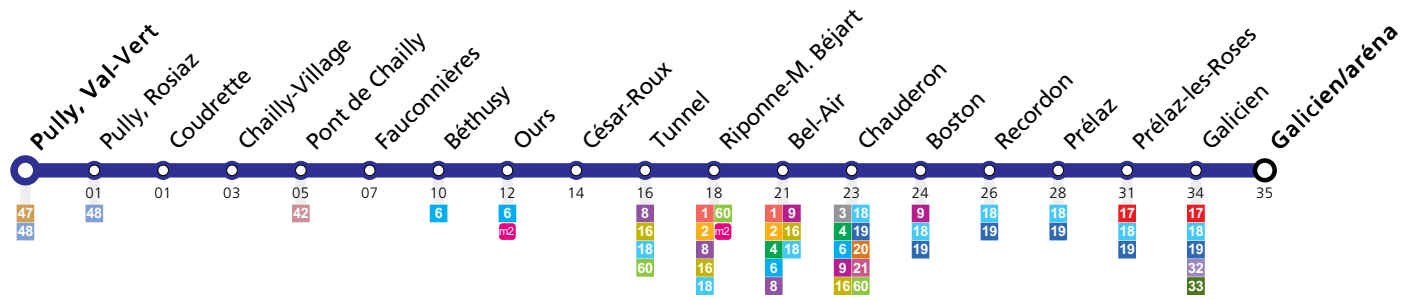 Pully, Val-Vert
Pully, Rosiaz
Coudrette
Chailly-Village
Pont de Chailly
Fauconnières
Béthusy
Ours
César-Roux
Tunnel
Riponne-M. Béjart
Bel-Air
Chauderon
Boston
Recordon
Prélaz
Prélaz-les-Roses
Galicien
Galicien/aréna
01 01 03 05 07 10 12 14 16 18 21 23 24 26 28 31 34 35
47 48 42 6 6 8 1 60 1 9 3 18 9 18 18 17 17
48 m2 16 2 m2 2 16 4 19 18 19 19 18 18
18 8 4 18 6 20 19 19 19
60 16 6 9 21 32
18 8 16 60 33